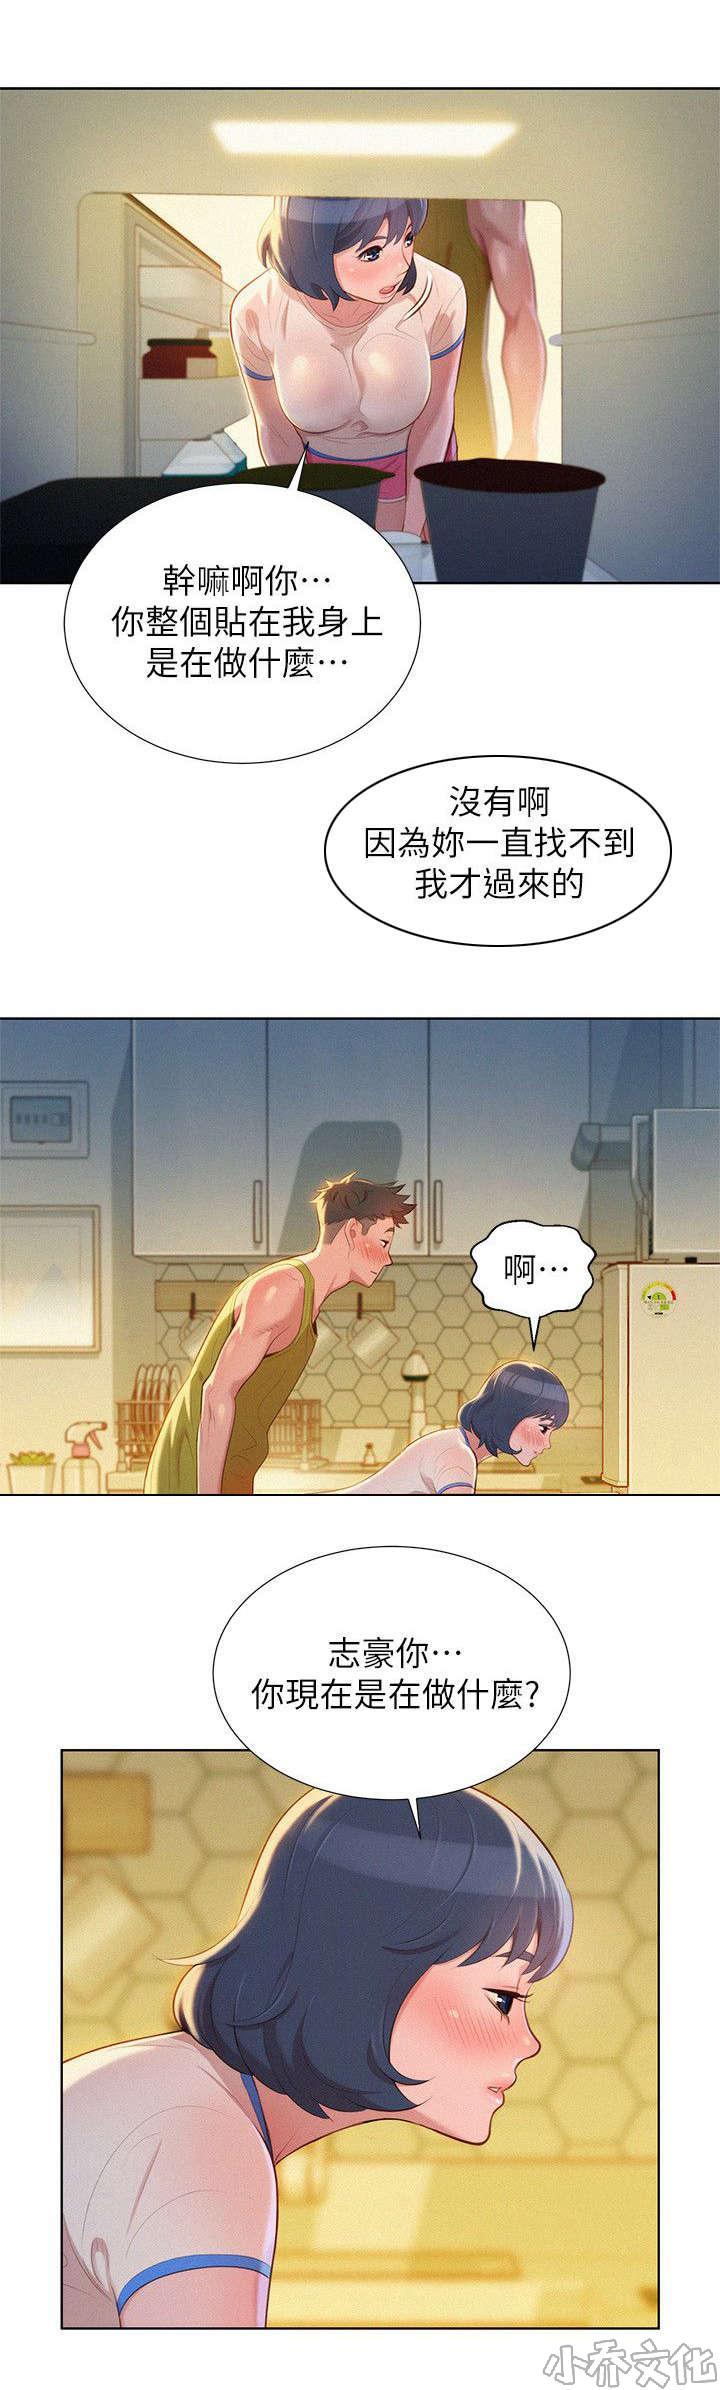 幹嘛啊你…
你整個貼在我身上
是在做什麼…
沒有啊
因為妳一直找不到
我才過來的
啊…
志豪你…
你現在是在做什麼?
小乔文化